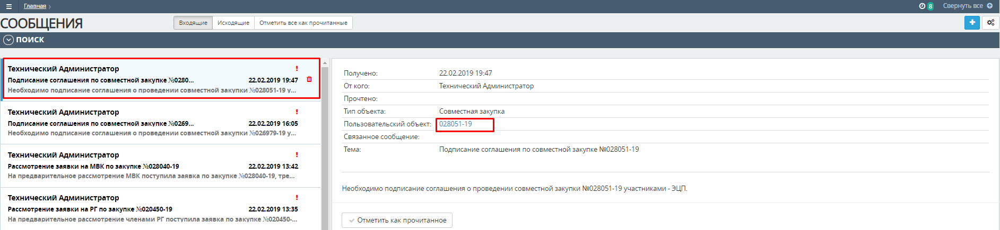 Главная
8 Свернуть все
СООБЩЕНИЯ
Входящие Исходящие Отметить все как прочитанные
ПОИСК
Технический Администратор !
Подписание соглашения по совместной закупке №0280... 22.02.2019 19:47
Необходимо подписание соглашения о проведении совместной закупки №028051-19 у...
Технический Администратор !
Подписание соглашения по совместной закупке №0269... 22.02.2019 16:05
Необходимо подписание соглашения о проведении совместной закупки №026979-19 у...
Технический Администратор !
Рассмотрение заявки на МВК по закупке №028040-19 22.02.2019 13:42
На предварительное рассмотрение МВК поступила заявка по закупке №028040-19, тре...
Технический Администратор !
Рассмотрение заявки на РГ по закупке №020450-19 22.02.2019 13:35
На предварительное рассмотрение членами РГ поступила заявка по закупке №020450-...
Получено: 22.02.2019 19:47
От кого: Технический Администратор
Прочтено:
Тип объекта: Совместная закупка
Пользовательский объект: 028051-19
Связанное сообщение:
Тема: Подписание соглашения по совместной закупке №028051-19
Необходимо подписание соглашения о проведении совместной закупки №028051-19 участниками - ЭЦП.
Отметить как прочитанное